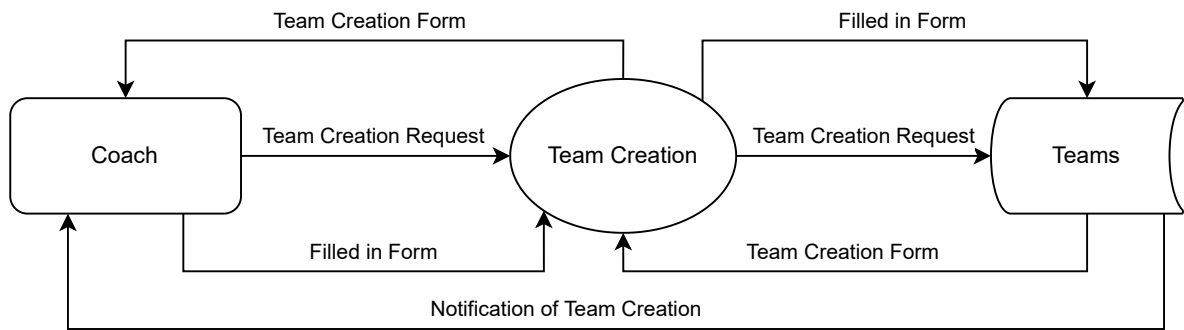 Team Creation Form
Filled in Form
Coach
Team Creation Request
Team Creation
Team Creation Request
Teams
Filled in Form
Team Creation Form
Notification of Team Creation